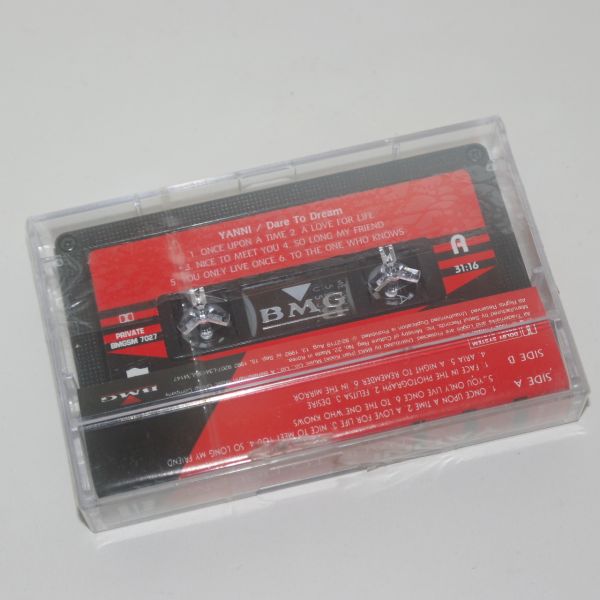 YANNI / Dare To Dream
1. ONCE UPON A TIME 2. A LOVE FOR LIFE
3. NICE TO MEET YOU 4. SO LONG MY FRIEND
5. YOU ONLY LIVE ONCE 6. TO THE ONE WHO KNOWS
A
31:16
PRIVATE
BMGSM 7027
BMG
BMG
DOLBY SYSTEM
SIDE A
1. ONCE UPON A TIME 2. A LOVE FOR LIFE 3. NICE TO MEET YOU 4. SO LONG MY FRIEND
5. YOU ONLY LIVE ONCE 6. TO THE ONE WHO KNOWS
SIDE B
1. FACE IN THE PHOTOGRAPH 2. FELITSA 3. DESIRE
4. ARIA 5. A NIGHT TO REMEMBER 6. IN THE MIRROR